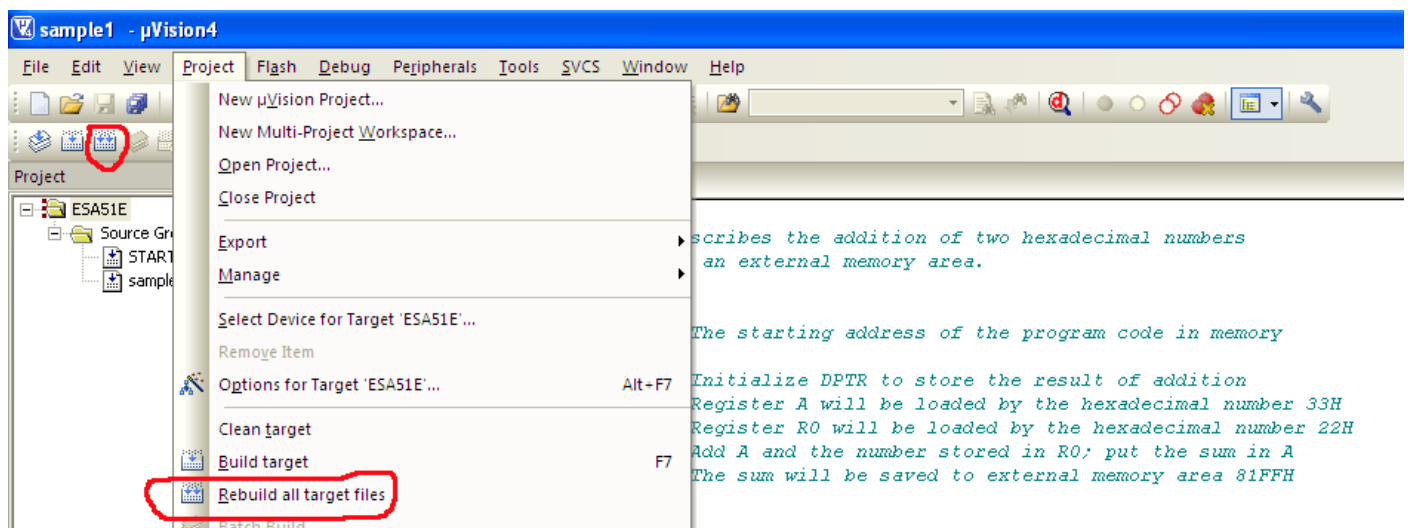 sample1 - µVision4
File Edit View Project Flash Debug Peripherals Tools SVCS Window Help
New µVision Project...
New Multi-Project Workspace...
Open Project...
Close Project
Project
ESA51E
Source Gr
START
sample
Export
Manage
Select Device for Target 'ESA51E'...
Remove Item
Options for Target 'ESA51E'... Alt+F7
Clean target
Build target F7
Rebuild all target files
Batch Build
scribes the addition of two hexadecimal numbers
an external memory area.
The starting address of the program code in memory
Initialize DPTR to store the result of addition
Register A will be loaded by the hexadecimal number 33H
Register R0 will be loaded by the hexadecimal number 22H
Add A and the number stored in R0; put the sum in A
The sum will be saved to external memory area 81FFH